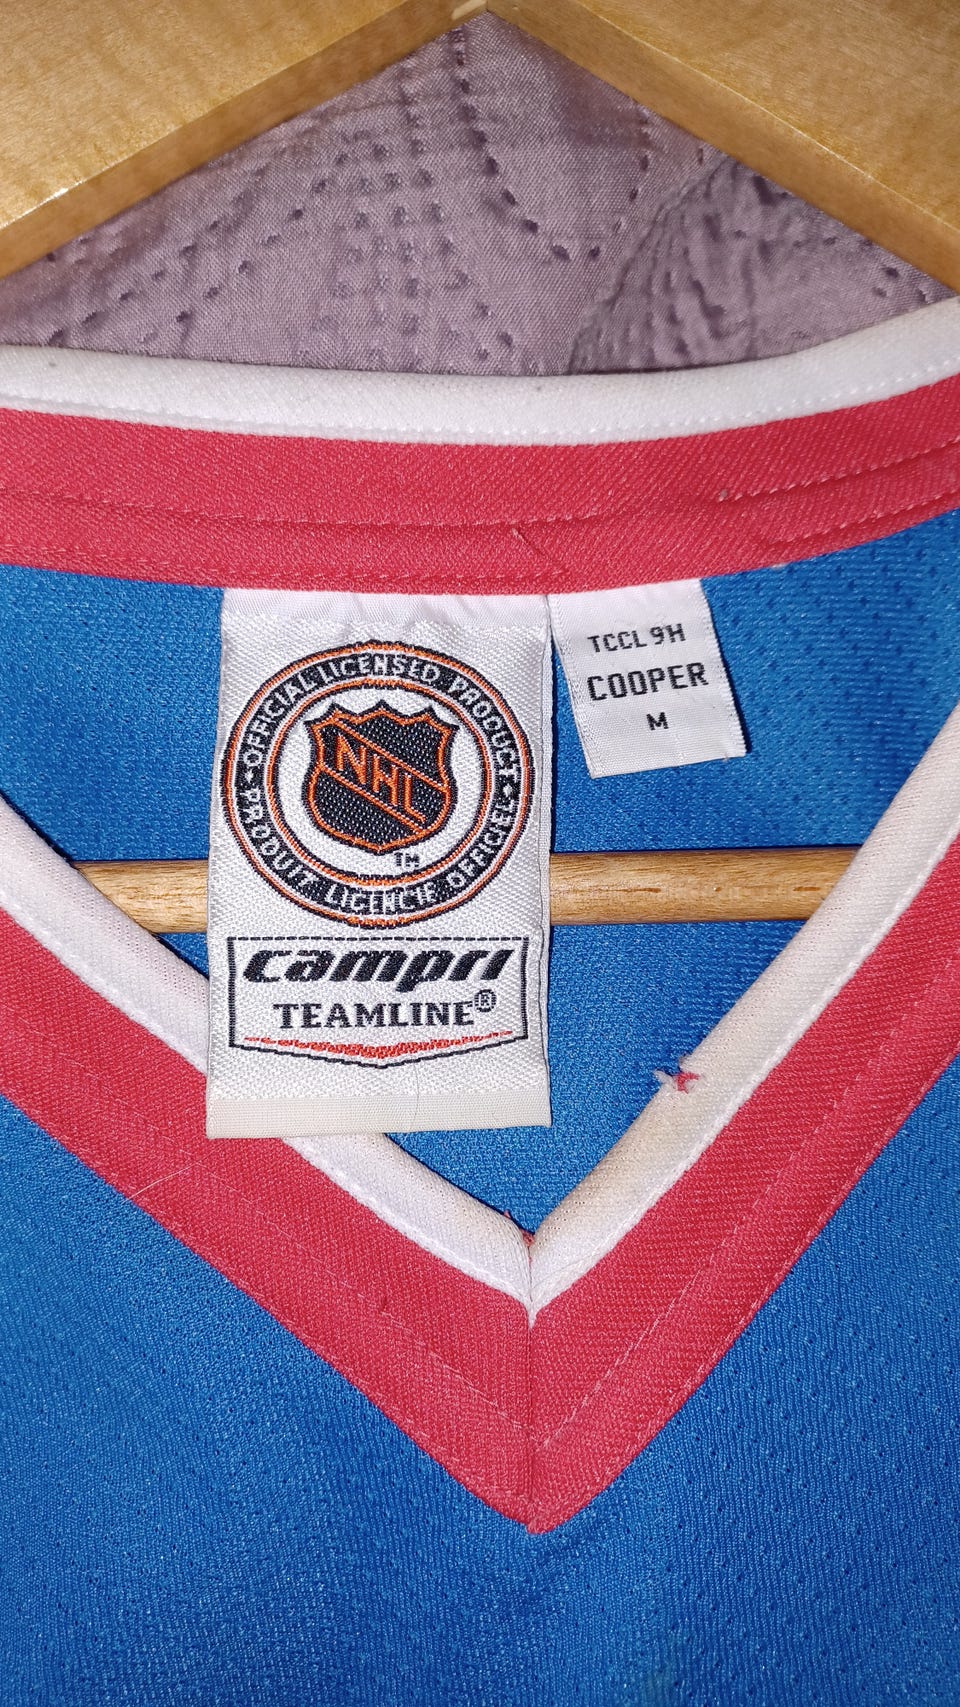 OFFICIAL LICENSED PRODUCT
NHL
TM
PRODUIT LICENCIE OFFICIEL
campri
TEAMLINE®
TCCL 9H
COOPER
M